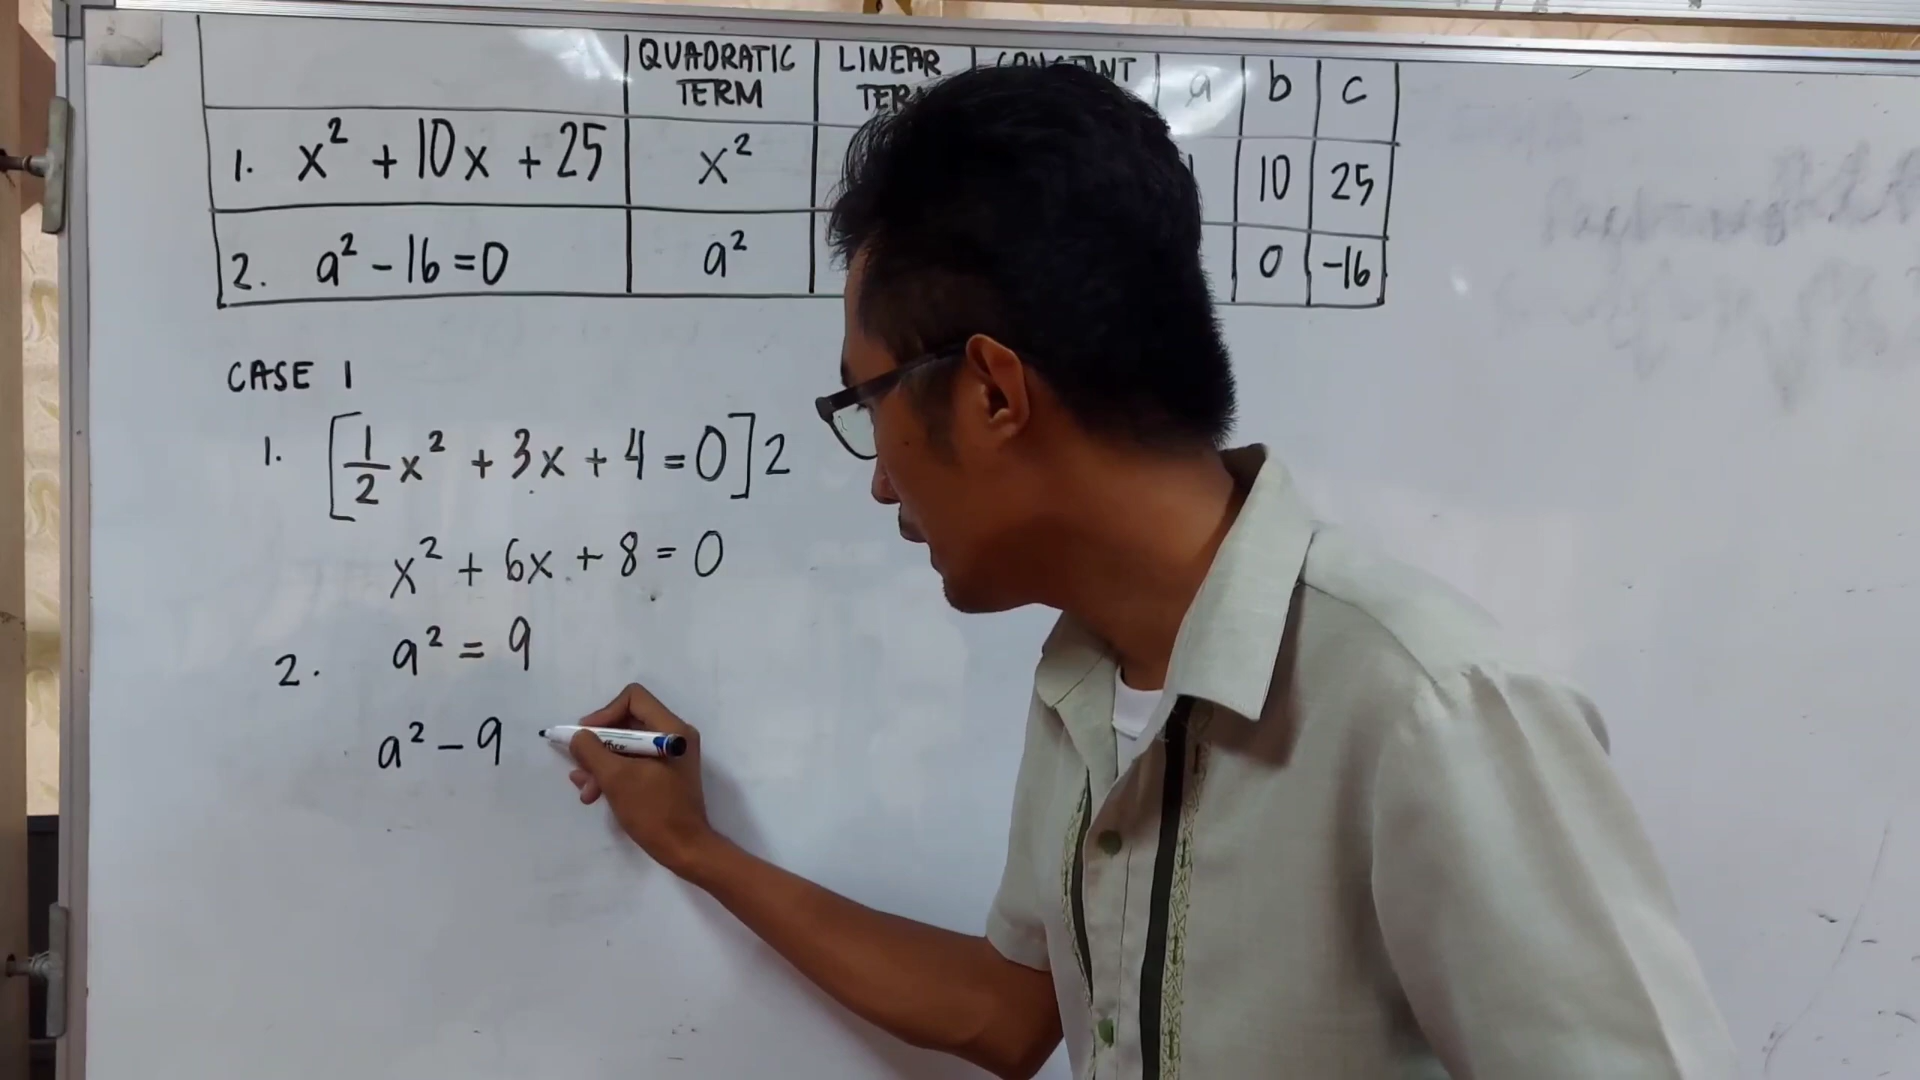 QUADRATIC TERM LINEAR a b c
1. x² + 10x + 25 x² 10 25
2. a² - 16 = 0 a² 0 -16
CASE 1
1. [1/2 x² + 3x + 4 = 0] 2
x² + 6x + 8 = 0
2. a² = 9
a² - 9